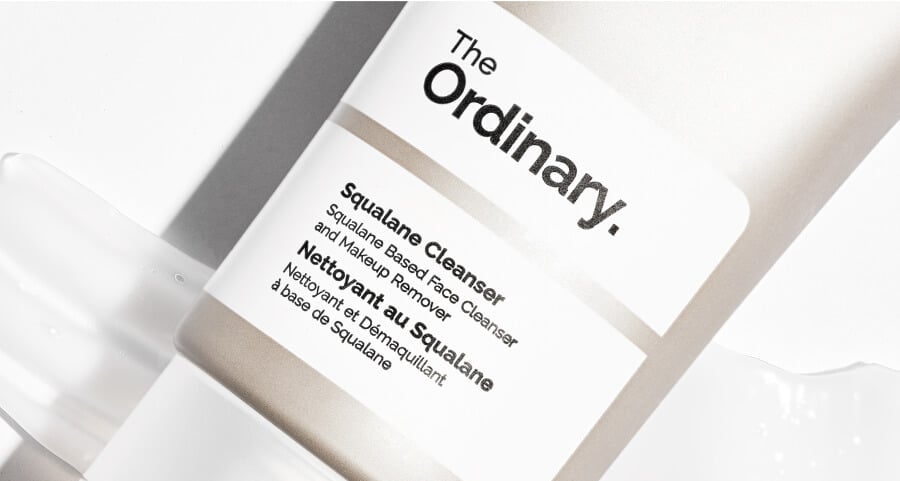 The
Ordinary.
Squalane Cleanser
Squalane Based Face Cleanser
and Makeup Remover
Nettoyant au Squalane
Nettoyant et Démaquillant
à base de Squalane